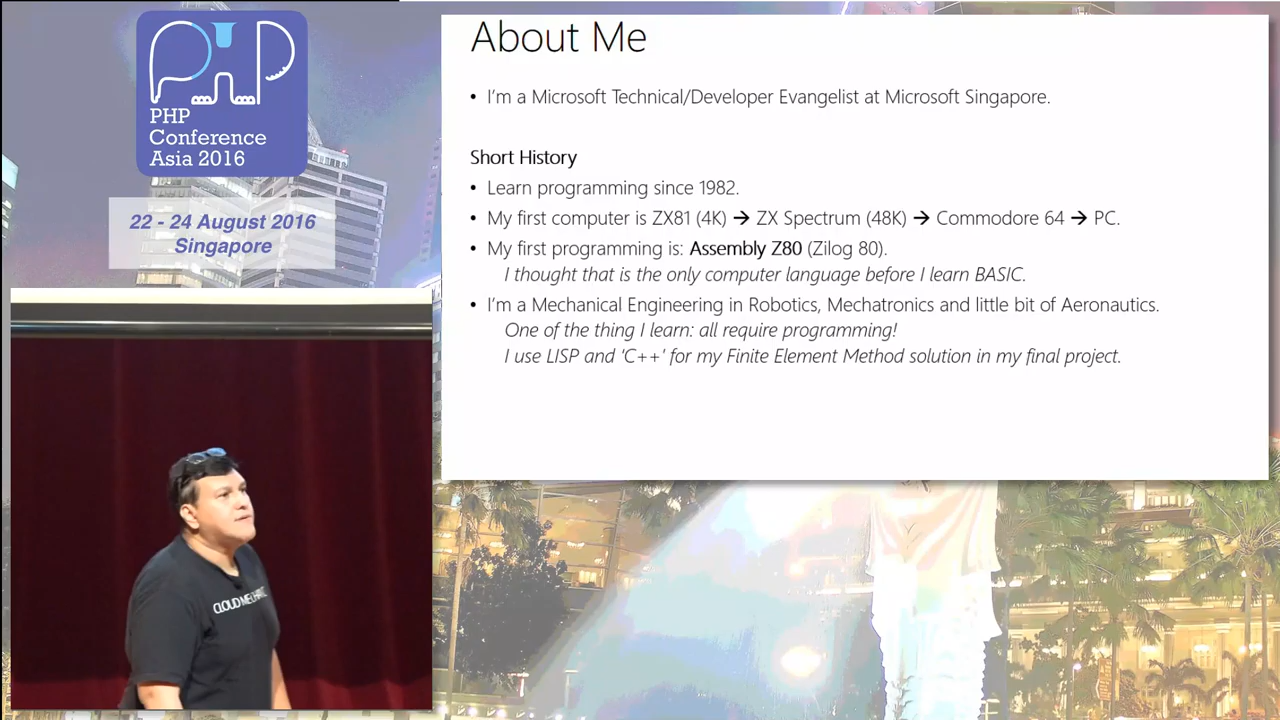 PHP
Conference
Asia 2016
22 - 24 August 2016
Singapore
About Me
• I'm a Microsoft Technical/Developer Evangelist at Microsoft Singapore.
Short History
• Learn programming since 1982.
• My first computer is ZX81 (4K) → ZX Spectrum (48K) → Commodore 64 → PC.
• My first programming is: Assembly Z80 (Zilog 80).
I thought that is the only computer language before I learn BASIC.
• I'm a Mechanical Engineering in Robotics, Mechatronics and little bit of Aeronautics.
One of the thing I learn: all require programming!
I use LISP and 'C++' for my Finite Element Method solution in my final project.
CLOUD